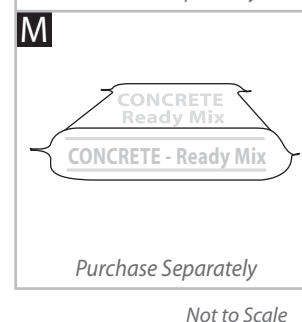 M
CONCRETE
Ready Mix
CONCRETE - Ready Mix
Purchase Separately
Not to Scale